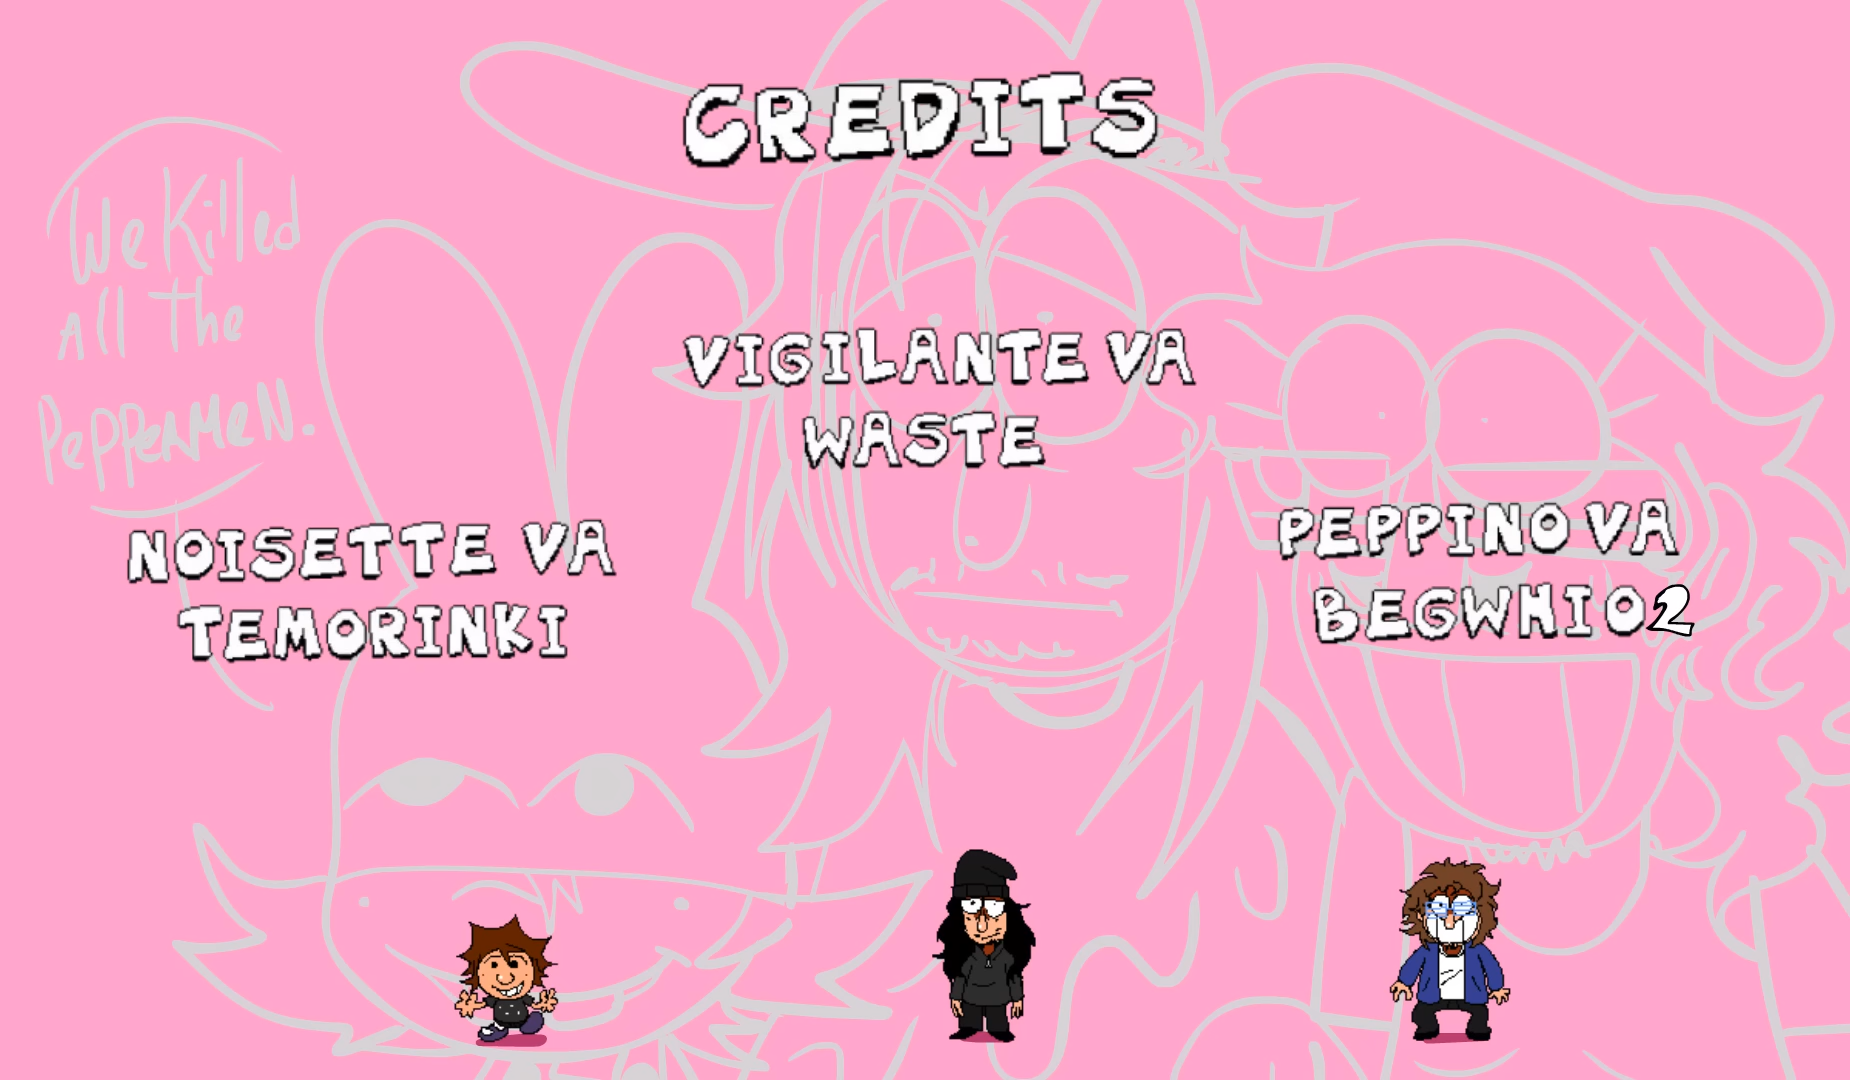 CREDITS
We Killed
All The
PePPeRMeN.
VIGILANTE VA
WASTE
NOISETTE VA
TEMORINKI
PEPPINO VA
BEGWHIO2